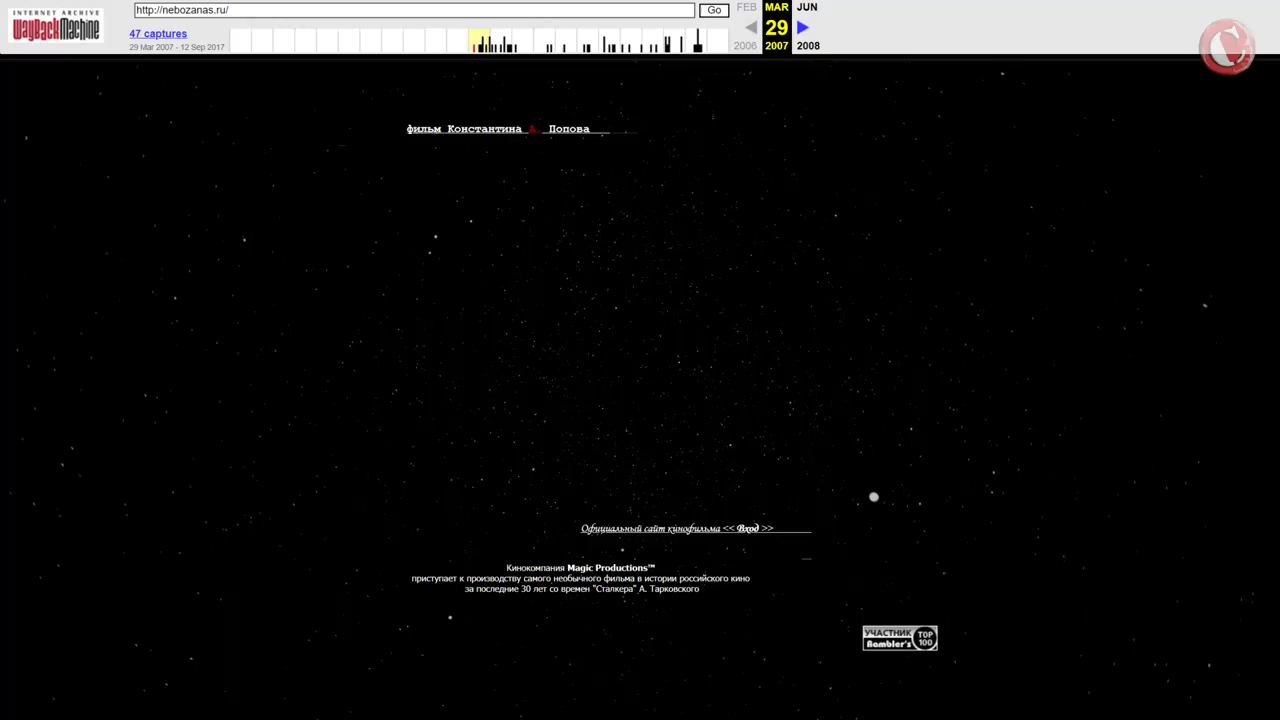 INTERNET ARCHIVE
WayBackMachine
http://nebozanas.ru/
Go
47 captures
29 Mar 2007 - 12 Sep 2017
FEB MAR JUN
29
2006 2007 2008
фильм Константина А. Попова
Официальный сайт кинофильма << Вход >>
Кинокомпания Magic Productions™
приступает к производству самого необычного фильма в истории российского кино
за последние 30 лет со времен "Сталкера" А. Тарковского
УЧАСТНИК
Rambler's
TOP
100